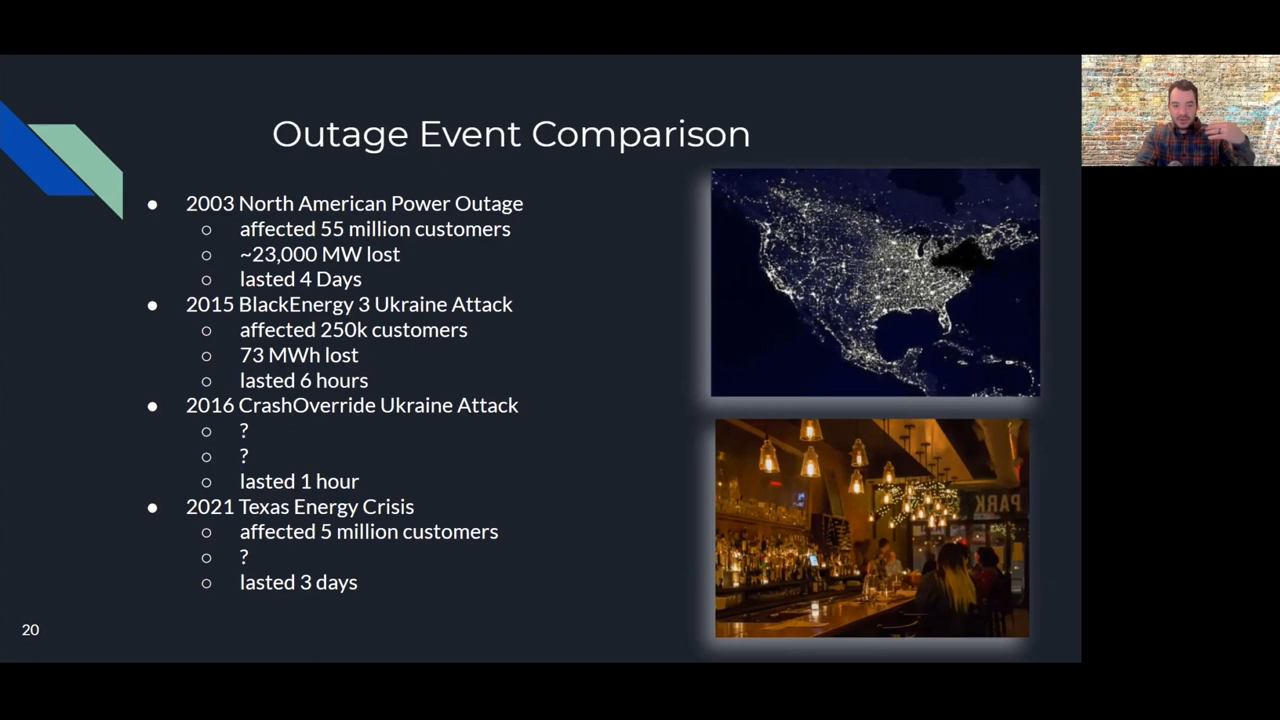 Outage Event Comparison
● 2003 North American Power Outage
○ affected 55 million customers
○ ~23,000 MW lost
○ lasted 4 Days
● 2015 BlackEnergy 3 Ukraine Attack
○ affected 250k customers
○ 73 MWh lost
○ lasted 6 hours
● 2016 CrashOverride Ukraine Attack
○ ?
○ ?
○ lasted 1 hour
● 2021 Texas Energy Crisis
○ affected 5 million customers
○ ?
○ lasted 3 days
PARK
20